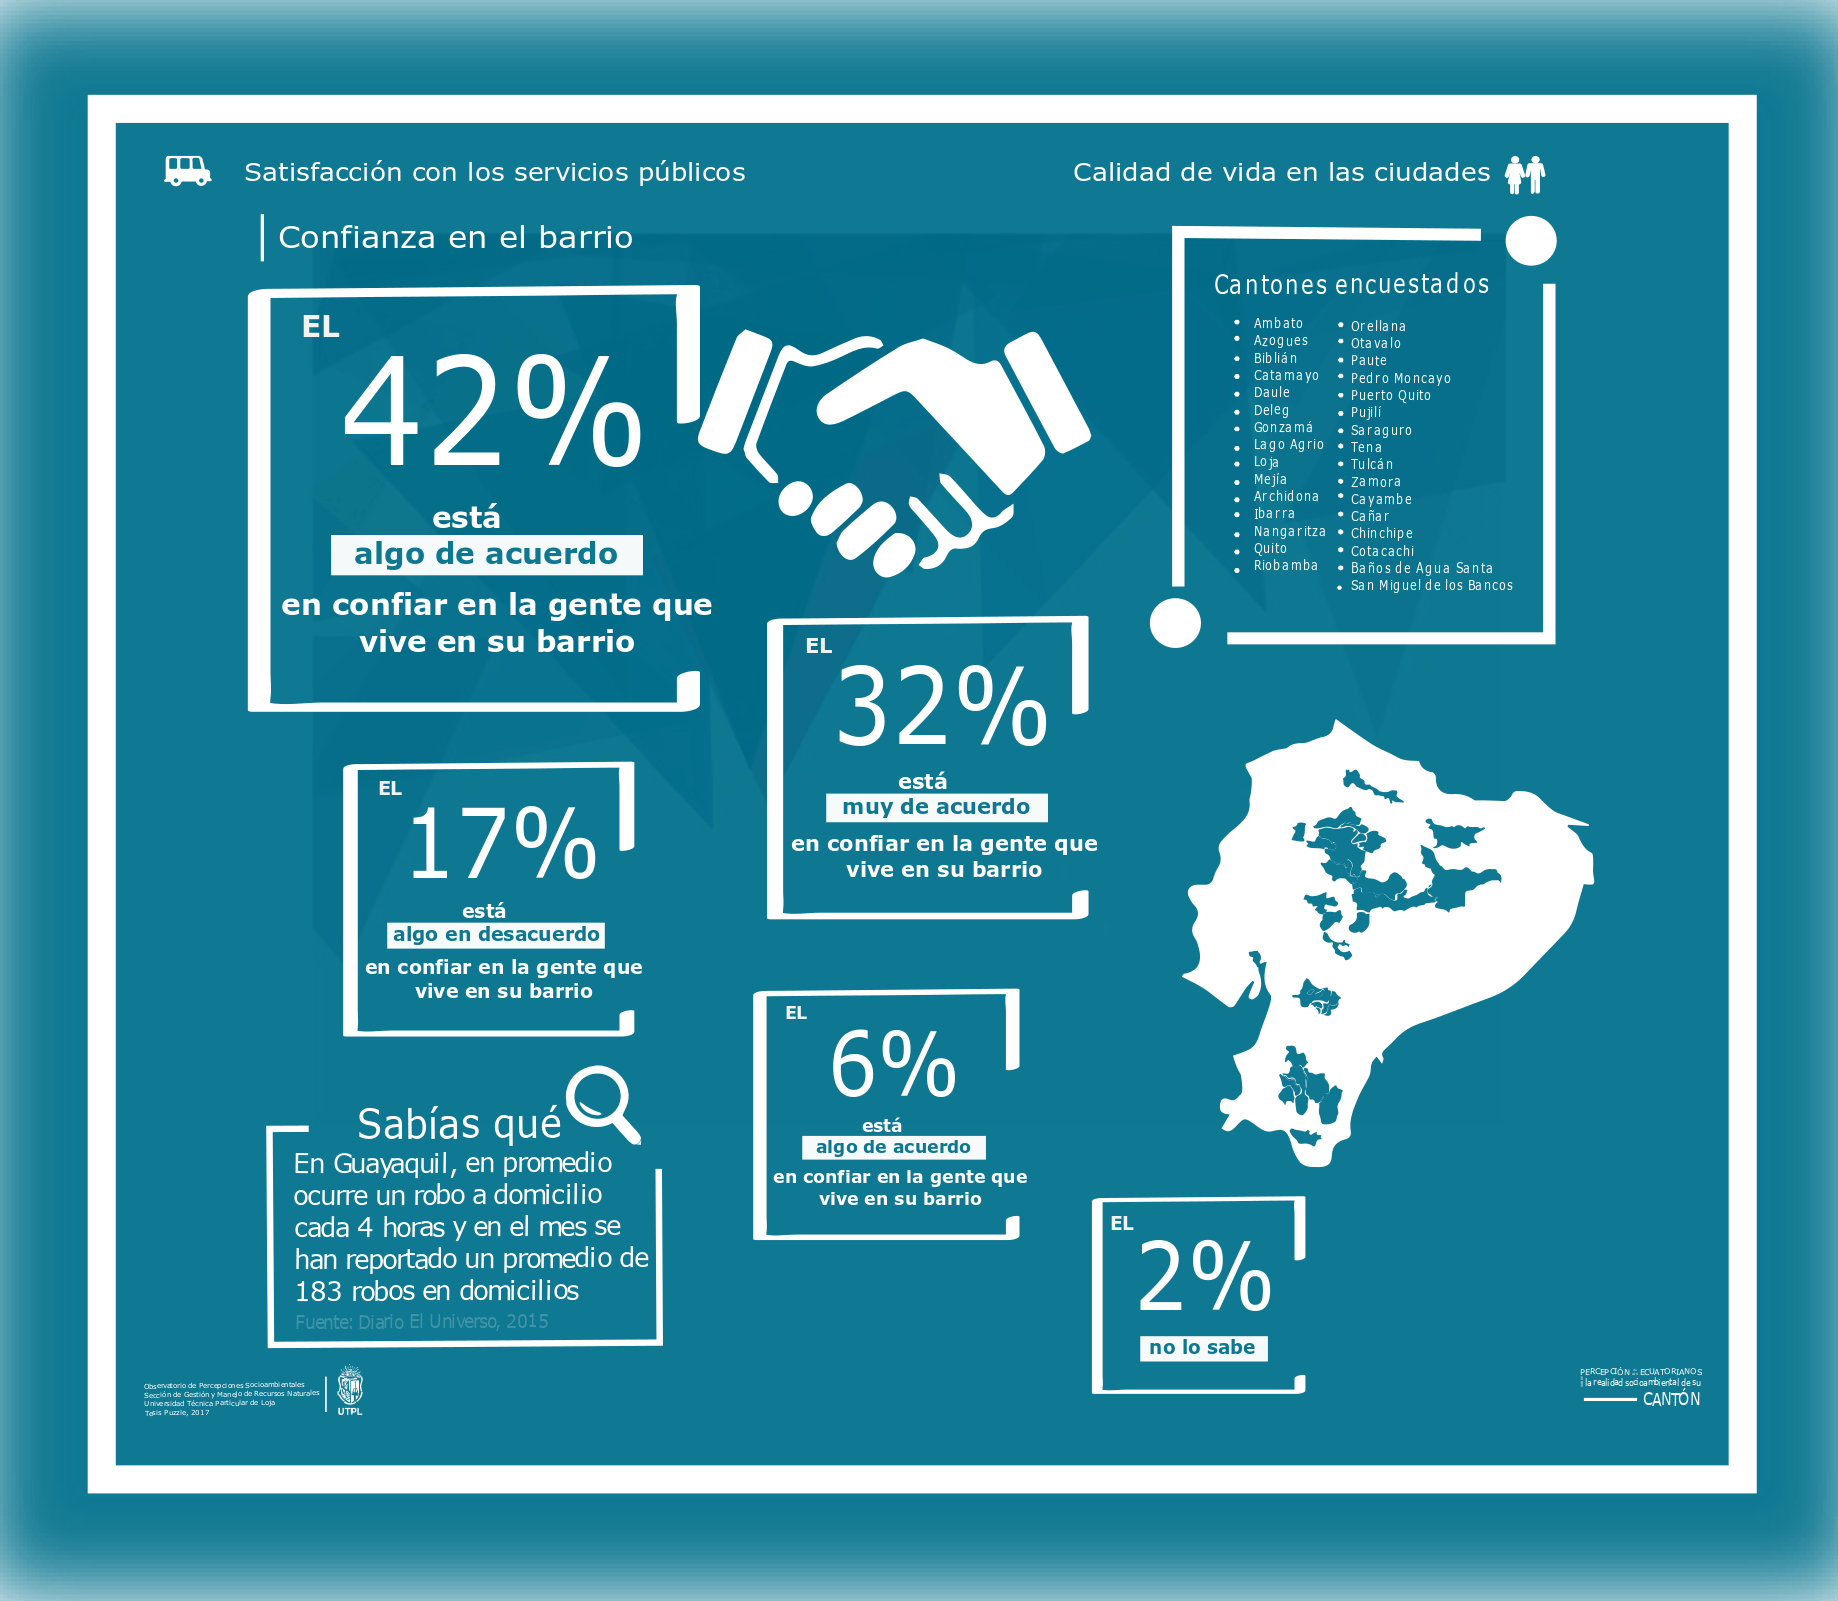 Satisfacción con los servicios públicos
Calidad de vida en las ciudades
Confianza en el barrio
EL
42%
está
algo de acuerdo
en confiar en la gente que
vive en su barrio
Cantones encuestados
• Ambato
• Azogues
• Biblián
• Catamayo
• Daule
• Deleg
• Gonzamá
• Lago Agrio
• Loja
• Mejía
• Archidona
• Ibarra
• Nangaritza
• Quito
• Riobamba
• Orellana
• Otavalo
• Paute
• Pedro Moncayo
• Puerto Quito
• Pujilí
• Saraguro
• Tena
• Tulcán
• Zamora
• Cayambe
• Cañar
• Chinchipe
• Cotacachi
• Baños de Agua Santa
• San Miguel de los Bancos
EL
32%
está
muy de acuerdo
en confiar en la gente que
vive en su barrio
EL
17%
está
algo en desacuerdo
en confiar en la gente que
vive en su barrio
EL
6%
está
algo de acuerdo
en confiar en la gente que
vive en su barrio
Sabías qué
En Guayaquil, en promedio
ocurre un robo a domicilio
cada 4 horas y en el mes se
han reportado un promedio de
183 robos en domicilios
Fuente: Diario El Universo, 2015
EL
2%
no lo sabe
Observatorio de Percepciones Socioambientales
Sección de Gestión y Manejo de Recursos Naturales
Universidad Técnica Particular de Loja
Tesis Puzzle, 2017
UTPL
PERCEPCIÓN ECUATORIANOS
la realidad socioambiental de su
CANTÓN